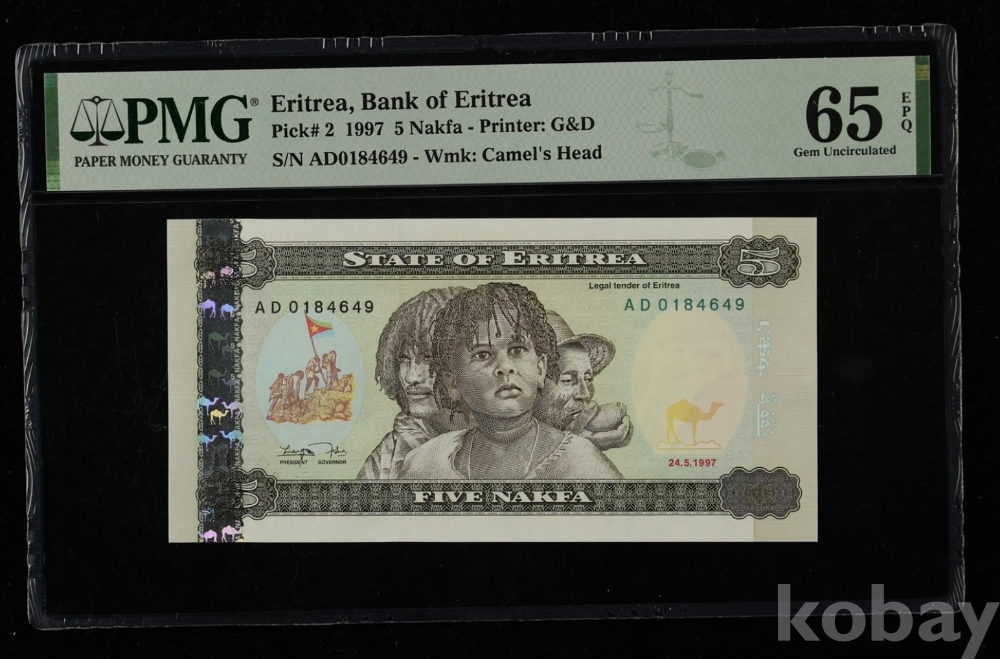 PMG®
PAPER MONEY GUARANTY
Eritrea, Bank of Eritrea
Pick# 2 1997 5 Nakfa - Printer: G&D
S/N AD0184649 - Wmk: Camel's Head
65 EPQ
Gem Uncirculated
5 STATE OF ERITREA 5
Legal tender of Eritrea
AD 0184649 AD 0184649
PRESIDENT GOVERNOR
24.5.1997
5 FIVE NAKFA
kobay